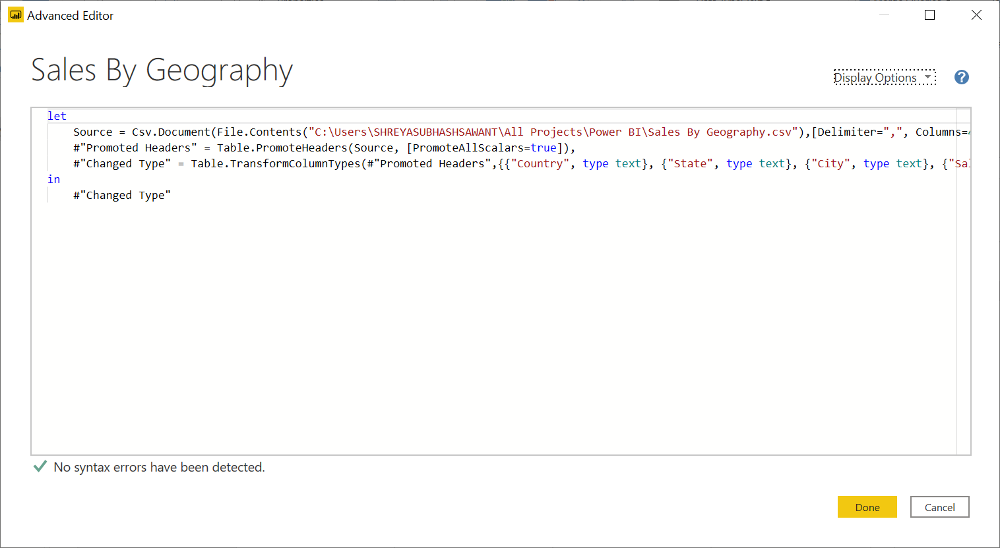 Advanced Editor
Sales By Geography
Display Options
?
let
Source = Csv.Document(File.Contents("C:\Users\SHREYASUBHASHSAWANT\All Projects\Power BI\Sales By Geography.csv"),[Delimiter=",", Columns=4
#"Promoted Headers" = Table.PromoteHeaders(Source, [PromoteAllScalars=true]),
#"Changed Type" = Table.TransformColumnTypes(#"Promoted Headers",{{"Country", type text}, {"State", type text}, {"City", type text}, {"Sal
in
#"Changed Type"
No syntax errors have been detected.
Done
Cancel